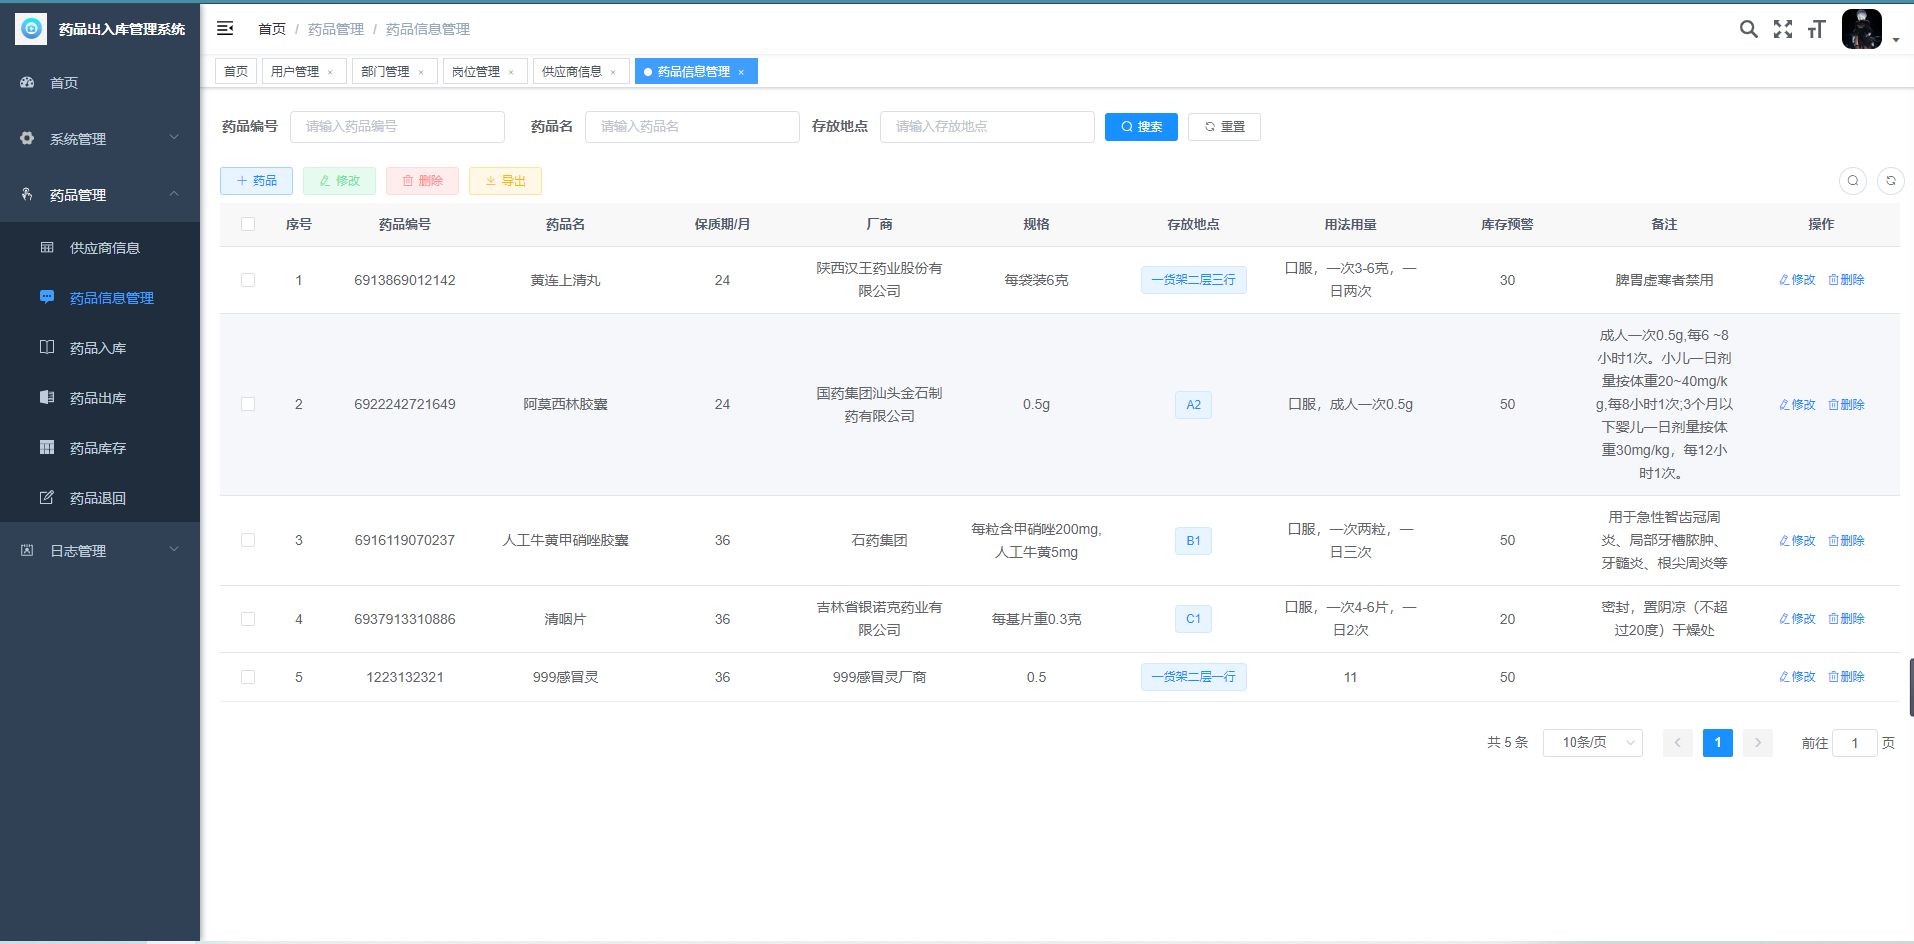 药品出入库管理系统
首页 / 药品管理 / 药品信息管理
首页
用户管理 ×
部门管理 ×
岗位管理 ×
供应商信息 ×
药品信息管理 ×
首页
系统管理
药品管理
供应商信息
药品信息管理
药品入库
药品出库
药品库存
药品退回
日志管理
药品编号 请输入药品编号 药品名 请输入药品名 存放地点 请输入存放地点 搜索 重置
药品 修改 删除 导出
序号 药品编号 药品名 保质期/月 厂商 规格 存放地点 用法用量 库存预警 备注 操作
1 6913869012142 黄连上清丸 24
陕西汉王药业股份有
限公司
每袋装6克
一货架二层三行
口服，一次3-6克，一
日两次
30
脾胃虚寒者禁用
修改 删除
2 6922242721649 阿莫西林胶囊 24
国药集团汕头金石制
药有限公司
0.5g
A2
口服，成人一次0.5g
50
成人一次0.5g,每6 ~8
小时1次。小儿一日剂
量按体重20~40mg/k
g,每8小时1次;3个月以
下婴儿一日剂量按体
重30mg/kg，每12小
时1次。
修改 删除
3 6916119070237 人工牛黄甲硝唑胶囊 36
石药集团
每粒含甲硝唑200mg,
人工牛黄5mg
B1
口服，一次两粒，一
日三次
50
用于急性智齿冠周
炎、局部牙槽脓肿、
牙髓炎、根尖周炎等
修改 删除
4 6937913310886 清咽片 36
吉林省银诺克药业有
限公司
每基片重0.3克
C1
口服，一次4-6片，一
日2次
20
密封，置阴凉（不超
过20度）干燥处
修改 删除
5 1223132321 999感冒灵 36 999感冒灵厂商 0.5 一货架二层一行 11 50 修改 删除
共 5 条 10条/页 1 前往 1 页